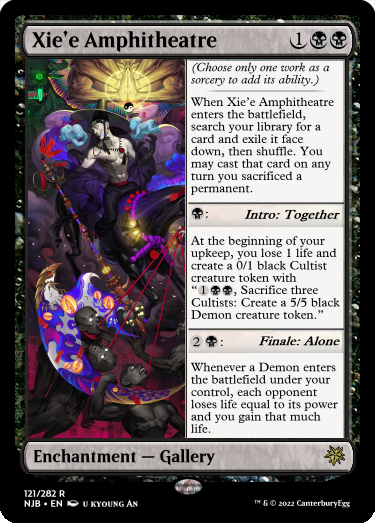 Xie'e Amphitheatre 1
(Choose only one work as a
sorcery to add its ability.)
When Xie'e Amphitheatre
enters the battlefield,
search your library for a
card and exile it face
down, then shuffle. You
may cast that card on any
turn you sacrificed a
permanent.
: Intro: Together
At the beginning of your
upkeep, you lose 1 life and
create a 0/1 black Cultist
creature token with
“1, Sacrifice three
Cultists: Create a 5/5 black
Demon creature token.”
2 : Finale: Alone
Whenever a Demon enters
the battlefield under your
control, each opponent
loses life equal to its power
and you gain that much
life.
Enchantment — Gallery
121/282 R
NJB • EN U KYOUNG AN
™ & © 2022 CanterburyEgg